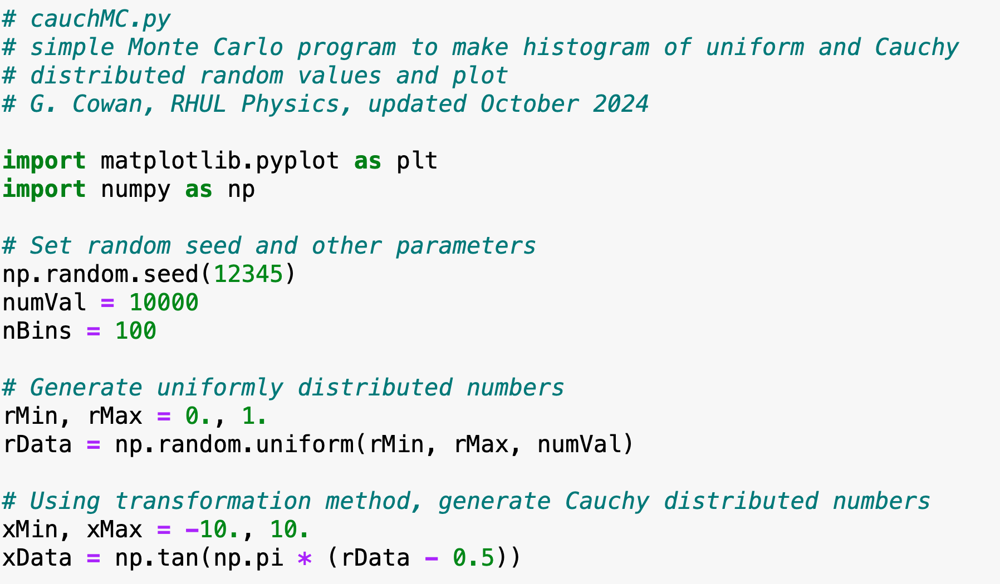 # cauchMC.py
# simple Monte Carlo program to make histogram of uniform and Cauchy
# distributed random values and plot
# G. Cowan, RHUL Physics, updated October 2024
import matplotlib.pyplot as plt
import numpy as np
# Set random seed and other parameters
np.random.seed(12345)
numVal = 10000
nBins = 100
# Generate uniformly distributed numbers
rMin, rMax = 0., 1.
rData = np.random.uniform(rMin, rMax, numVal)
# Using transformation method, generate Cauchy distributed numbers
xMin, xMax = -10., 10.
xData = np.tan(np.pi * (rData - 0.5))